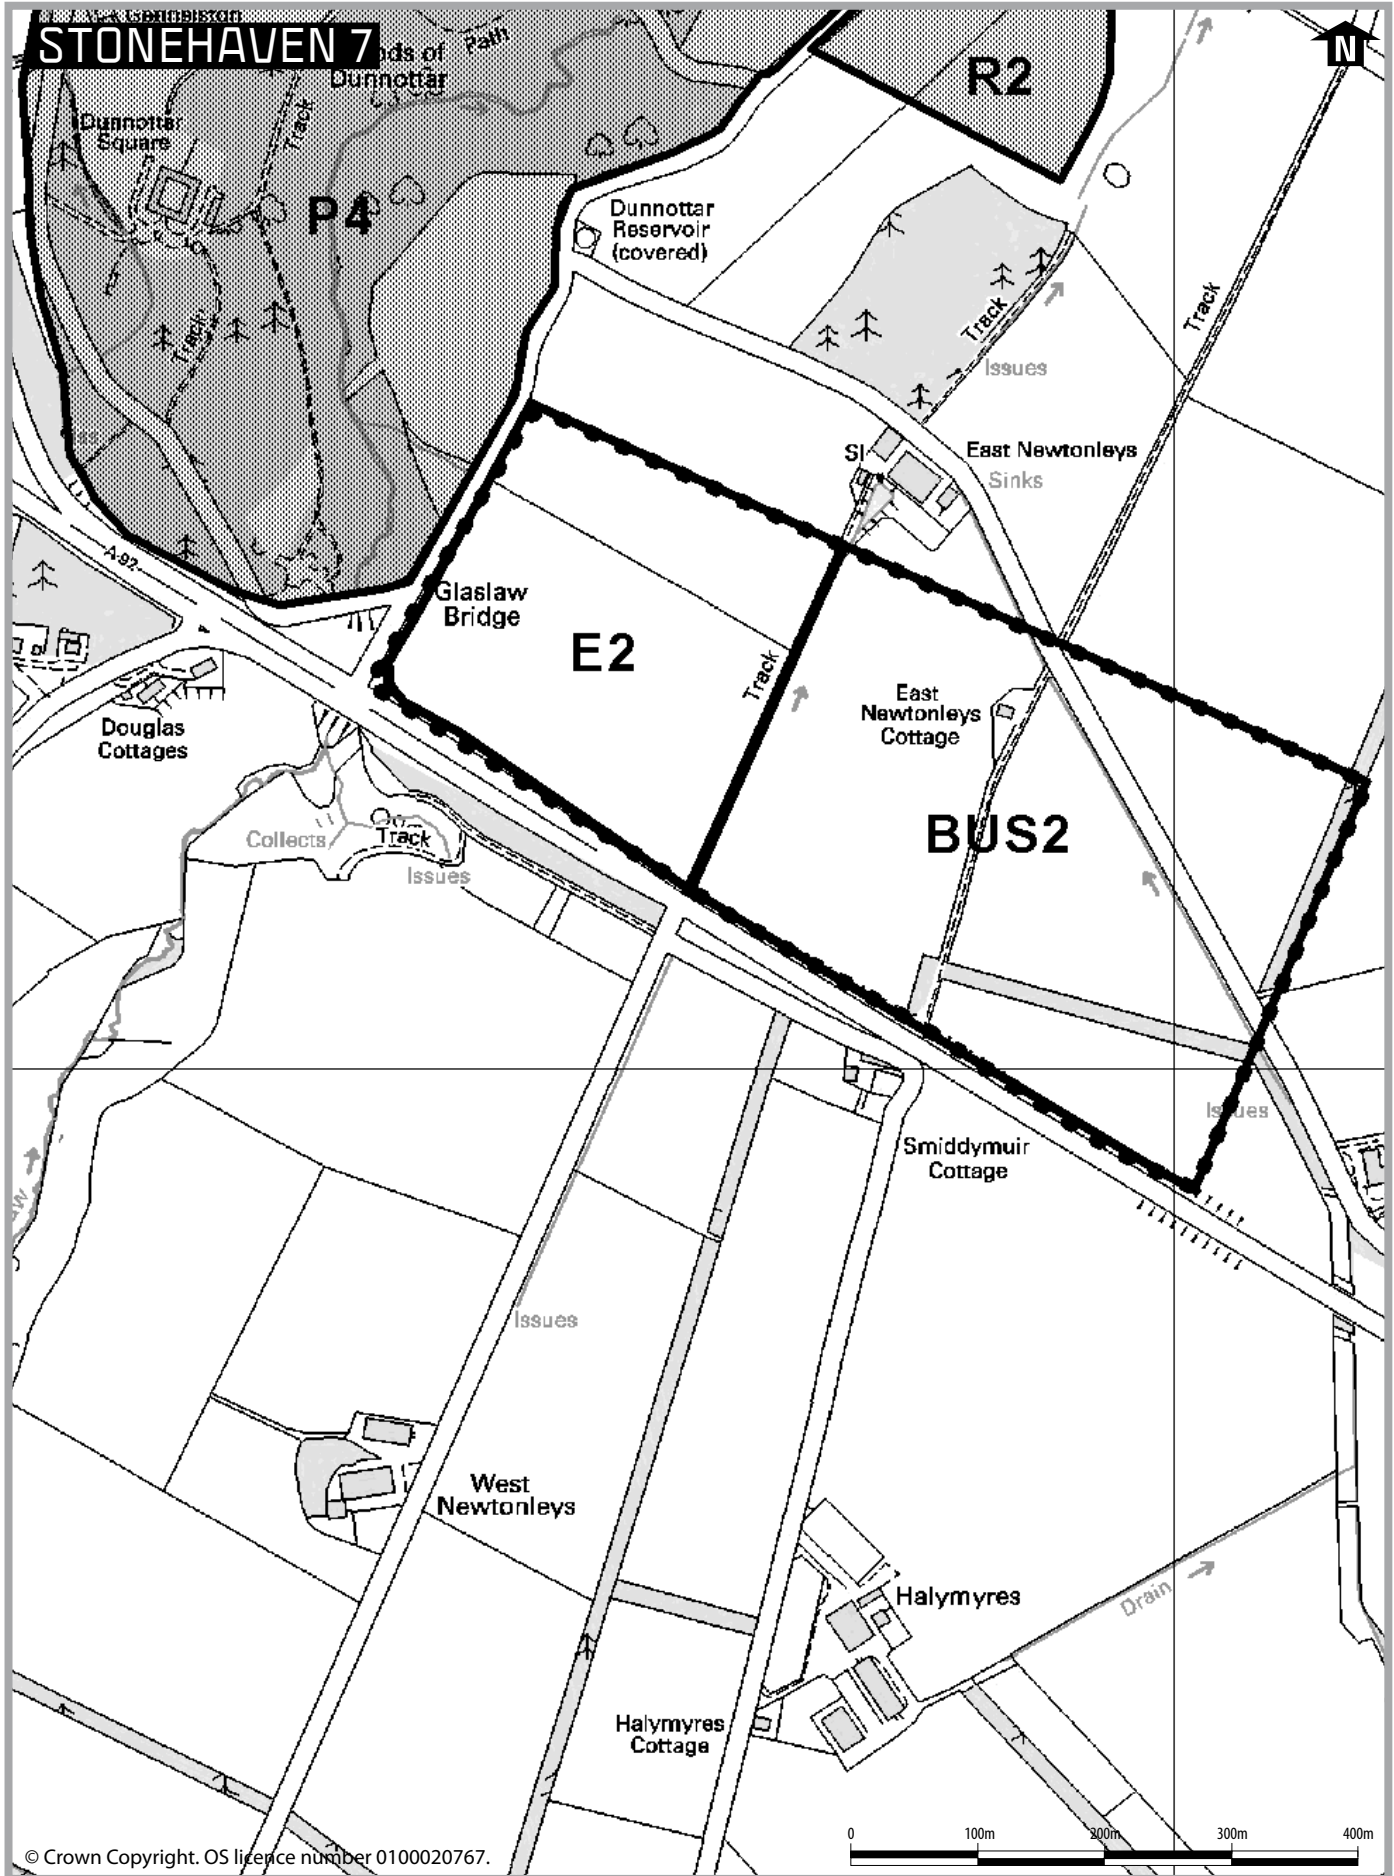 STONEHAVEN 7
N
Path
Dunnottar
R2
Dunnottar
Square
Track
P4
Dunnottar
Reservoir
(covered)
Track
Track
Track
Issues
East Newtonleys
Sinks
A 92
Glaslaw
Bridge
E2
Track
East
Newtonleys
Cottage
Douglas
Cottages
BUS2
Collects
Track
Issues
Issues
Smiddymuir
Cottage
Issues
West
Newtonleys
Halymyres
Drain
Halymyres
Cottage
0 100m 200m 300m 400m
© Crown Copyright. OS licence number 0100020767.